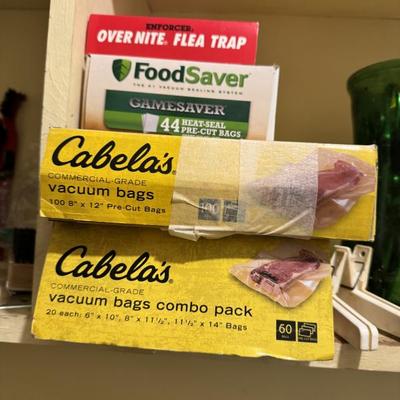 ENFORCER®
OVER NITE® FLEA TRAP
FoodSaver®
THE #1 VACUUM SEALING SYSTEM
GAMESAVER®
44 HEAT-SEAL
PRE-CUT BAGS
Cabela's®
COMMERCIAL-GRADE
vacuum bags
100 8" x 12" Pre-Cut Bags
100
Cabela's®
COMMERCIAL-GRADE
vacuum bags combo pack
20 each: 6" x 10", 8" x 11½", 11½" x 14" Bags
60